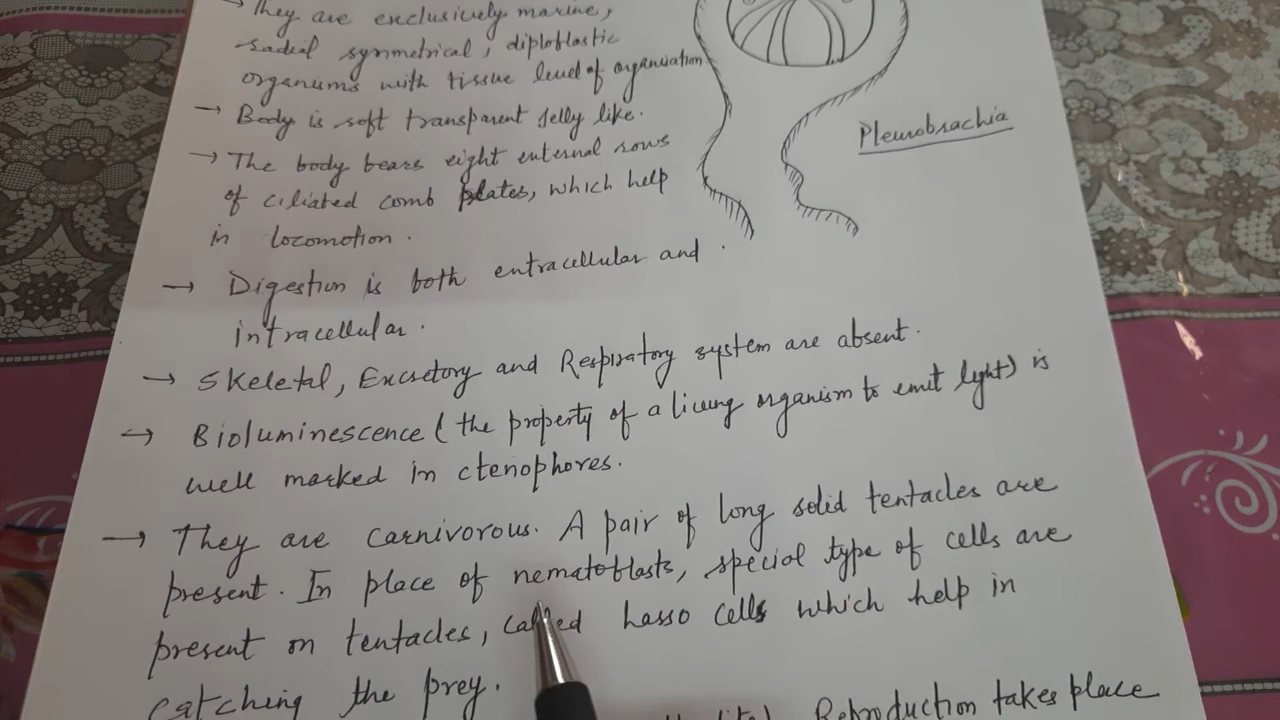 → They are exclusively marine,
radial symmetrical, diploblastic
organisms with tissue level of organisation
→ Body is soft transparent Jelly like.
→ The body bears eight external rows
of ciliated comb plates, which help
in locomotion.
→ Digestion is both extracellular and
intracellular.
→ Skeletal, Excretory and Respiratory system are absent.
→ Bioluminescence (the property of a living organism to emit light) is
well marked in ctenophores.
→ They are carnivorous. A pair of long solid tentacles are
present. In place of nematoblasts, special type of cells are
present on tentacles, called lasso cells which help in
catching the prey.
Reproduction takes place
Pleurobrachia